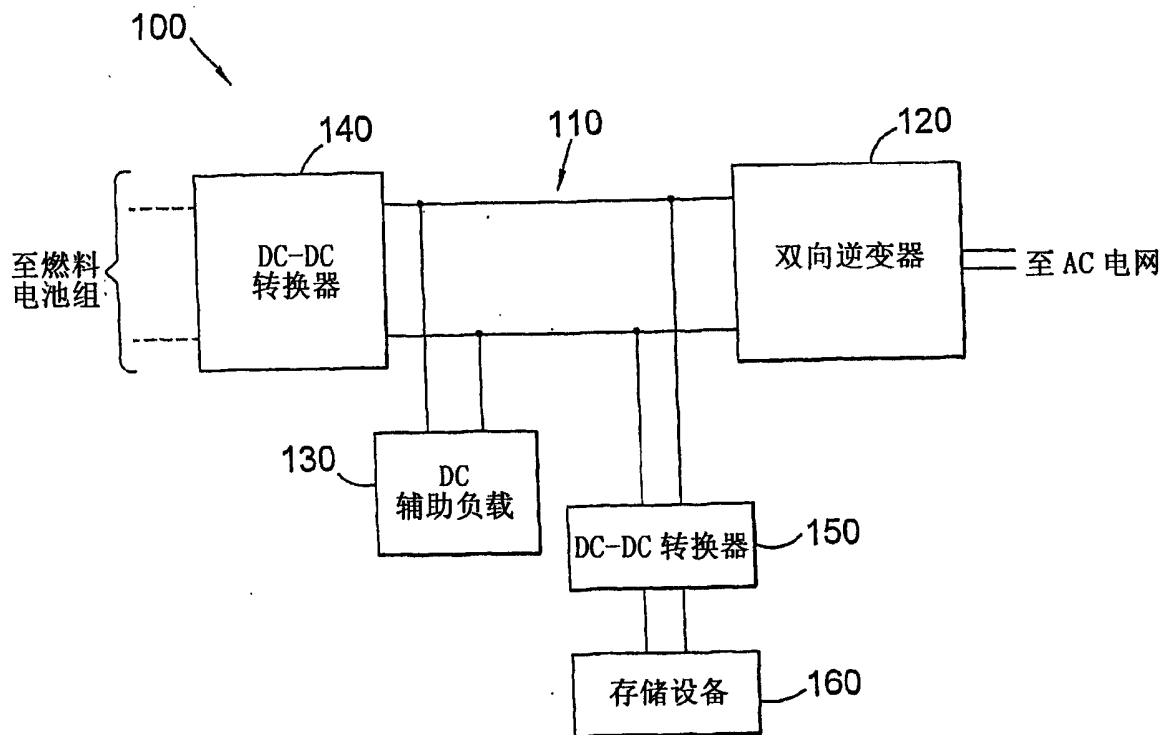 100
140
110
120
至燃料
电池组
DC-DC
转换器
双向逆变器
至 AC 电网
130
DC
辅助负载
DC-DC 转换器
150
存储设备
160